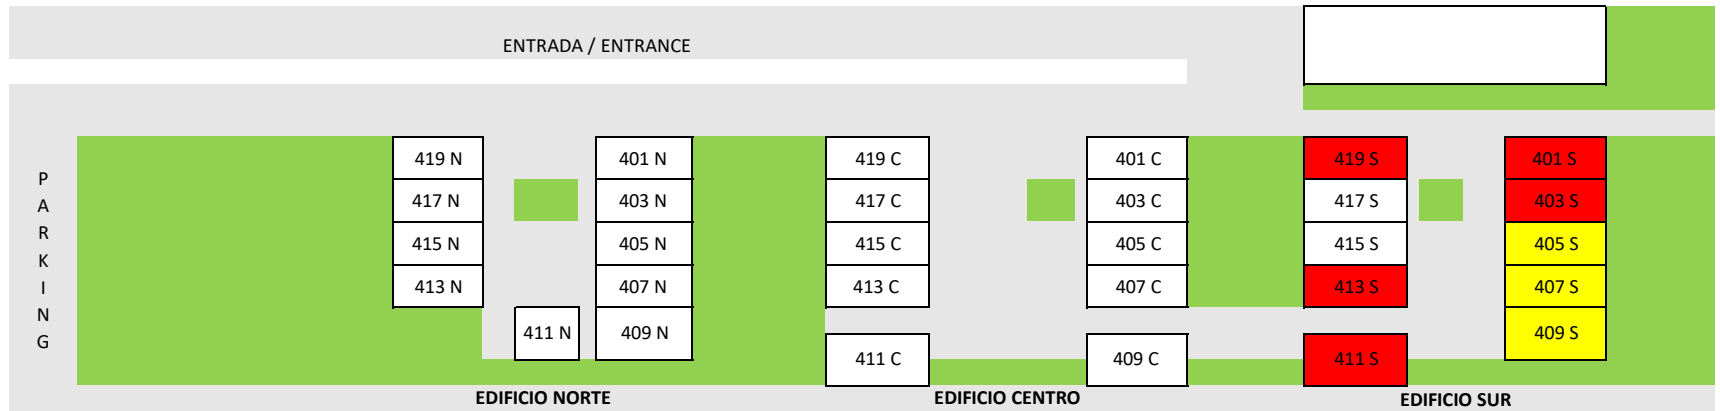 ENTRADA / ENTRANCE
419 N 401 N 419 C 401 C 419 S 401 S
417 N 403 N 417 C 403 C 417 S 403 S
415 N 405 N 415 C 405 C 415 S 405 S
413 N 407 N 413 C 407 C 413 S 407 S
411 N 409 N 411 C 409 C 411 S 409 S
PARKING
EDIFICIO NORTE EDIFICIO CENTRO EDIFICIO SUR